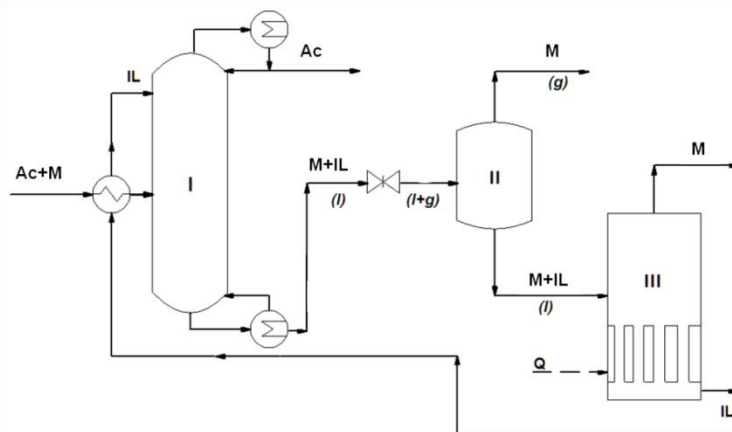 Ac
M
(g)
IL
Ac+M
I
M+IL
(l)
(l+g)
II
M
M+IL
(l)
III
Q
IL